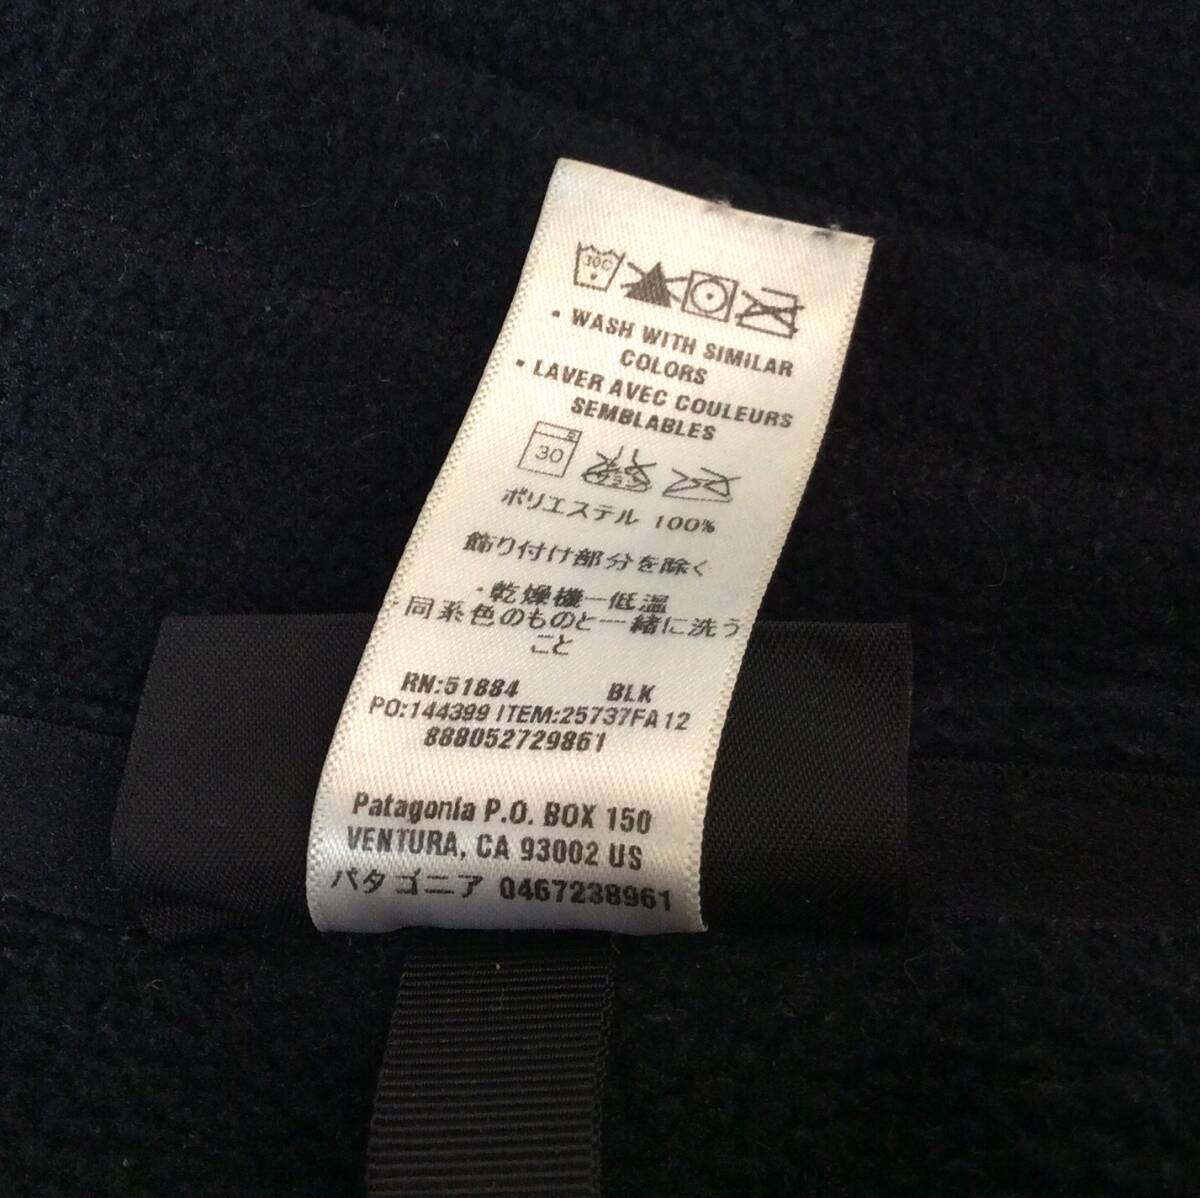 30C
• WASH WITH SIMILAR
COLORS
• LAVER AVEC COULEURS
SEMBLABLES
30
ポリエステル 100%
飾り付け部分を除く
・乾燥機ー低温
・同系色のものと一緒に洗う
こと
RN:51884 BLK
PO:144399 ITEM:25737FA12
888052729861
Patagonia P.O. BOX 150
VENTURA, CA 93002 US
パタゴニア 0467238961